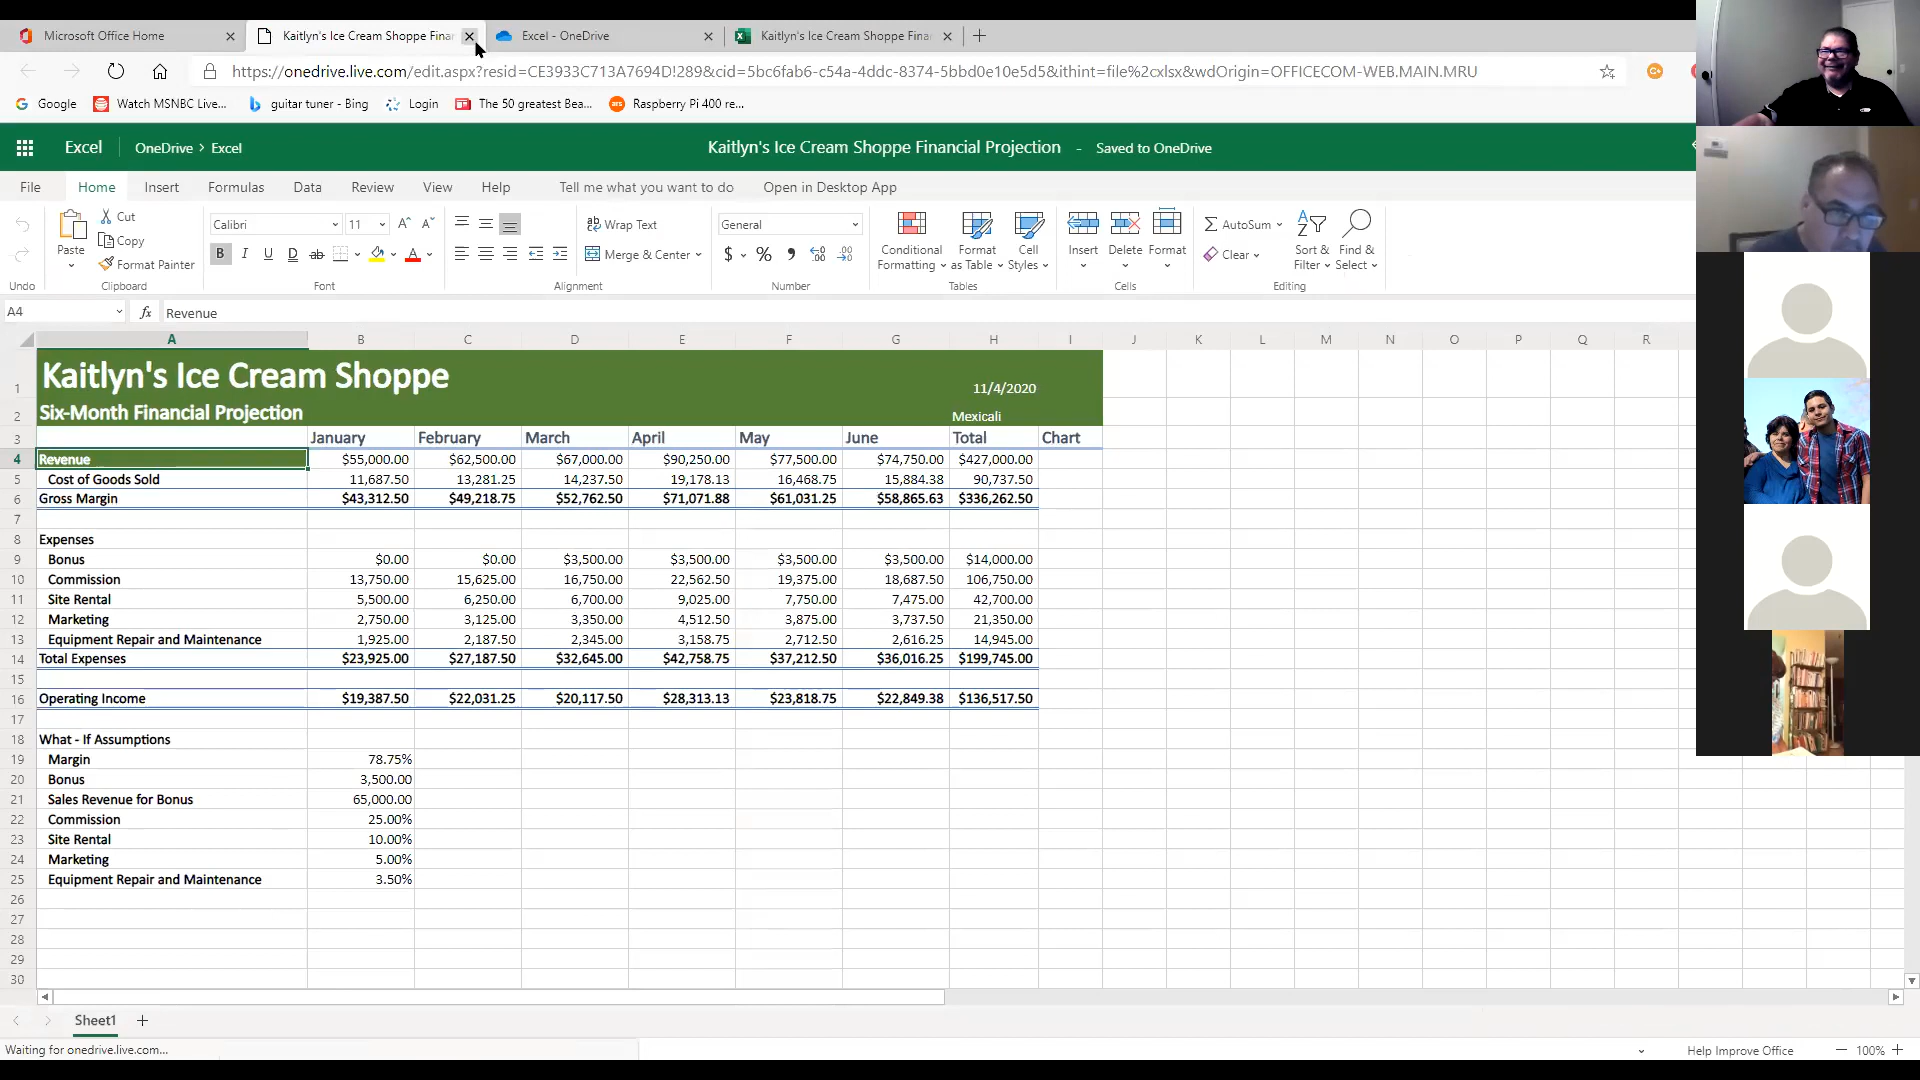 Microsoft Office Home
Kaitlyn's Ice Cream Shoppe Finar
Excel - OneDrive
Kaitlyn's Ice Cream Shoppe Finar
https://onedrive.live.com/edit.aspx?resid=CE3933C713A7694D!289&cid=5bc6fab6-c54a-4ddc-8374-5bbd0e10e5d5&ithint=file%2cxlsx&wdOrigin=OFFICECOM-WEB.MAIN.MRU
Google Watch MSNBC Live... guitar tuner - Bing Login The 50 greatest Bea... Raspberry Pi 400 re...
Excel OneDrive > Excel Kaitlyn's Ice Cream Shoppe Financial Projection - Saved to OneDrive
File Home Insert Formulas Data Review View Help Tell me what you want to do Open in Desktop App
Cut
Calibri 11 Wrap Text General AutoSum
Paste Copy
Format Painter B I U D ab Merge & Center $ % Clear
Conditional Formatting Format as Table Cell Styles Insert Delete Format Sort & Filter Find & Select
Undo Clipboard Font Alignment Number Tables Cells Editing
A4 fx Revenue
A B C D E F G H I J K L M N O P Q R
1 Kaitlyn's Ice Cream Shoppe 11/4/2020
2 Six-Month Financial Projection Mexicali
3 January February March April May June Total Chart
4 Revenue $55,000.00 $62,500.00 $67,000.00 $90,250.00 $77,500.00 $74,750.00 $427,000.00
5 Cost of Goods Sold 11,687.50 13,281.25 14,237.50 19,178.13 16,468.75 15,884.38 90,737.50
6 Gross Margin $43,312.50 $49,218.75 $52,762.50 $71,071.88 $61,031.25 $58,865.63 $336,262.50
7
8 Expenses
9 Bonus $0.00 $0.00 $3,500.00 $3,500.00 $3,500.00 $3,500.00 $14,000.00
10 Commission 13,750.00 15,625.00 16,750.00 22,562.50 19,375.00 18,687.50 106,750.00
11 Site Rental 5,500.00 6,250.00 6,700.00 9,025.00 7,750.00 7,475.00 42,700.00
12 Marketing 2,750.00 3,125.00 3,350.00 4,512.50 3,875.00 3,737.50 21,350.00
13 Equipment Repair and Maintenance 1,925.00 2,187.50 2,345.00 3,158.75 2,712.50 2,616.25 14,945.00
14 Total Expenses $23,925.00 $27,187.50 $32,645.00 $42,758.75 $37,212.50 $36,016.25 $199,745.00
15
16 Operating Income $19,387.50 $22,031.25 $20,117.50 $28,313.13 $23,818.75 $22,849.38 $136,517.50
17
18 What - If Assumptions
19 Margin 78.75%
20 Bonus 3,500.00
21 Sales Revenue for Bonus 65,000.00
22 Commission 25.00%
23 Site Rental 10.00%
24 Marketing 5.00%
25 Equipment Repair and Maintenance 3.50%
26
27
28
29
30
Sheet1
Waiting for onedrive.live.com... Help Improve Office 100%